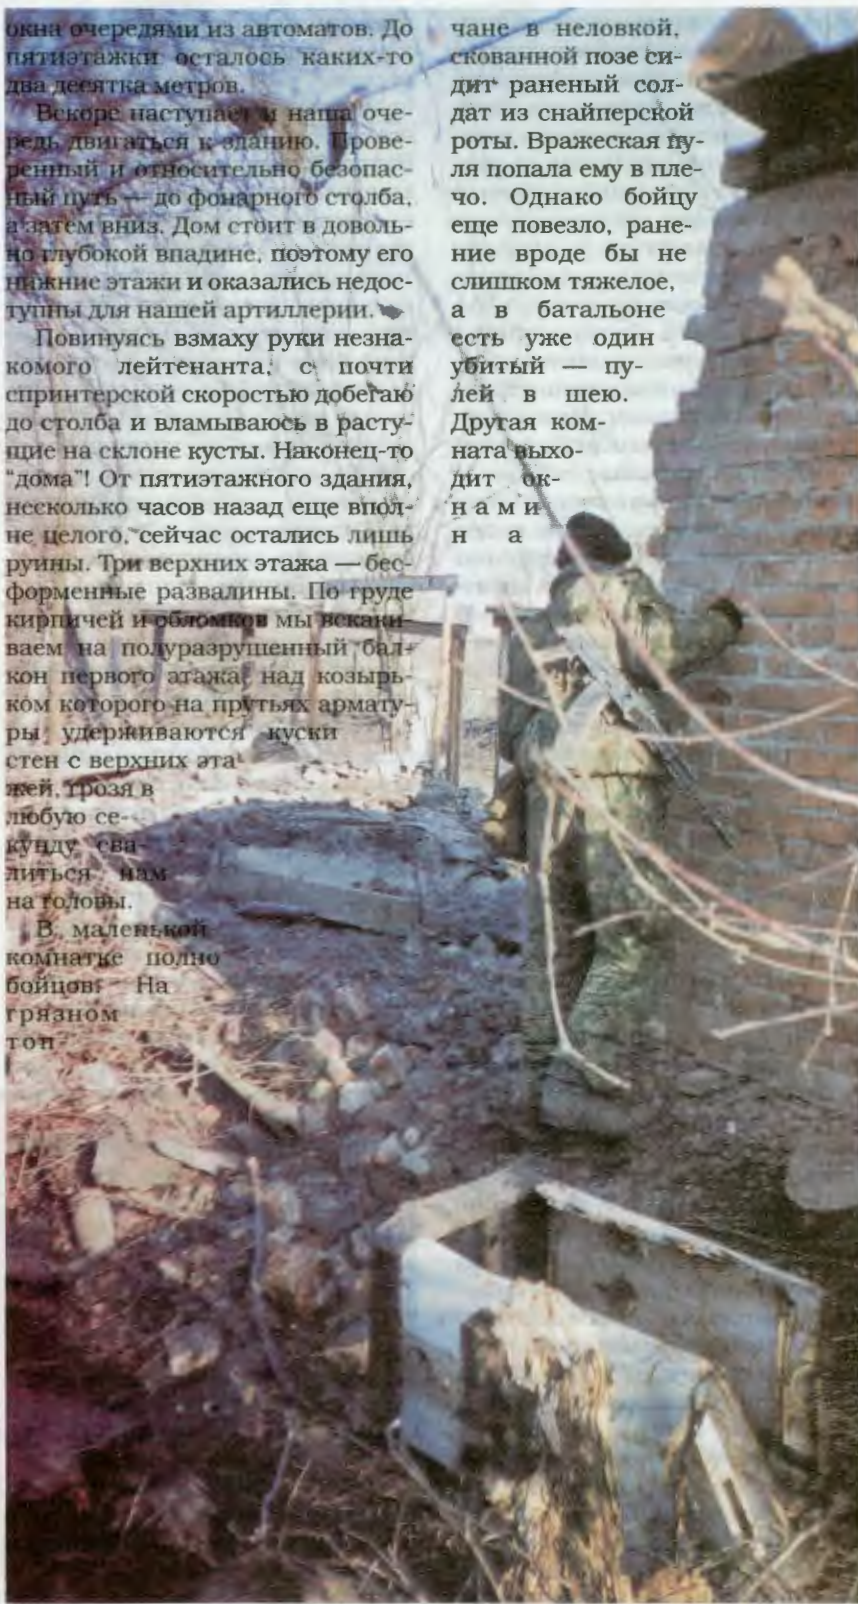 окна очередями из автоматов. До
пятиэтажки осталось каких-то
два десятка метров.
Вскоре наступает и наша оче-
редь двигаться к зданию. Прове-
ренный и относительно безопас-
ный путь — до фонарного столба,
а затем вниз. Дом стоит в доволь-
но глубокой впадине, поэтому его
нижние этажи и оказались недос-
тупны для нашей артиллерии.
Повинуясь взмаху руки незна-
комого лейтенанта, с почти
спринтерской скоростью добегаю
до столба и вламываюсь в расту-
щие на склоне кусты. Наконец-то
"дома"! От пятиэтажного здания,
несколько часов назад еще впол-
не целого, сейчас остались лишь
руины. Три верхних этажа — бес-
форменные развалины. По груде
кирпичей и обломков мы вскаки-
ваем на полуразрушенный бал-
кон первого этажа, над козырь-
ком которого на прутьях армату-
ры удерживаются куски
стен с верхних эта
жей, грозя в
любую се-
кунду сва-
литься нам
на головы.
В маленькой
комнатке полно
бойцов. На
грязном
топ-
чане в неловкой,
скованной позе си-
дит раненый сол-
дат из снайперской
роты. Вражеская пу-
ля попала ему в пле-
чо. Однако бойцу
еще повезло, ране-
ние вроде бы не
слишком тяжелое,
а в батальоне
есть уже один
убитый — пу-
лей в шею.
Другая ком-
ната выхо-
дит ок-
нами
на